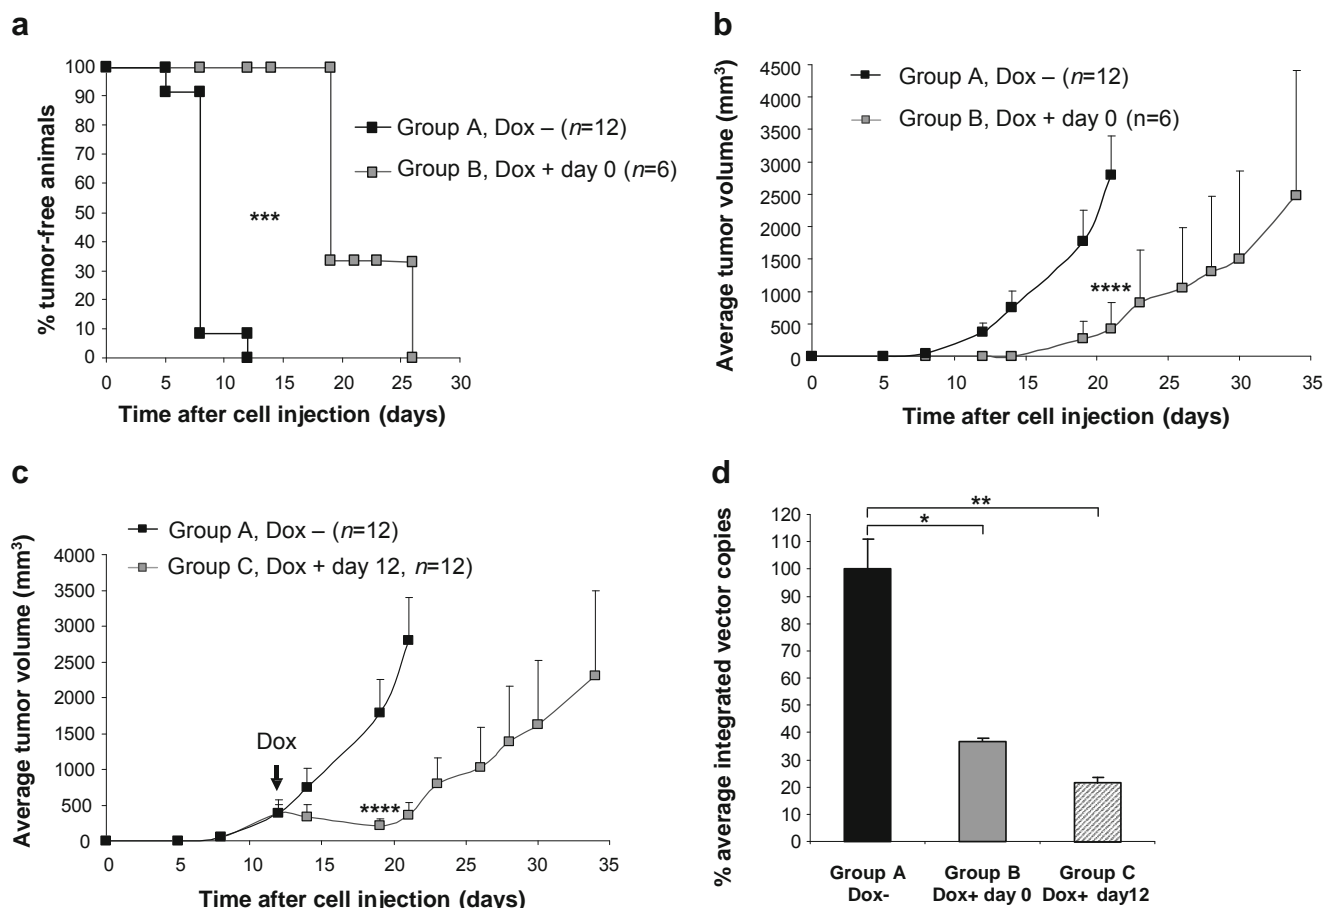 a
100
90
80
70
60
50
40
30
20
10
0
% tumor-free animals
Group A, Dox – (n=12)
Group B, Dox + day 0 (n=6)
***
0 5 10 15 20 25 30
Time after cell injection (days)
b
4500
4000
3500
3000
2500
2000
1500
1000
500
0
Average tumor volume (mm³)
Group A, Dox – (n=12)
Group B, Dox + day 0 (n=6)
****
0 5 10 15 20 25 30 35
Time after cell injection (days)
c
Group A, Dox – (n=12)
Group C, Dox + day 12, n=12)
4000
3500
3000
2500
2000
1500
1000
500
0
Average tumor volume (mm³)
Dox
****
0 5 10 15 20 25 30 35
Time after cell injection (days)
d
**
*
120
110
100
90
80
70
60
50
40
30
20
10
0
% average integrated vector copies
Group A Group B Group C
Dox- Dox+ day 0 Dox+ day12